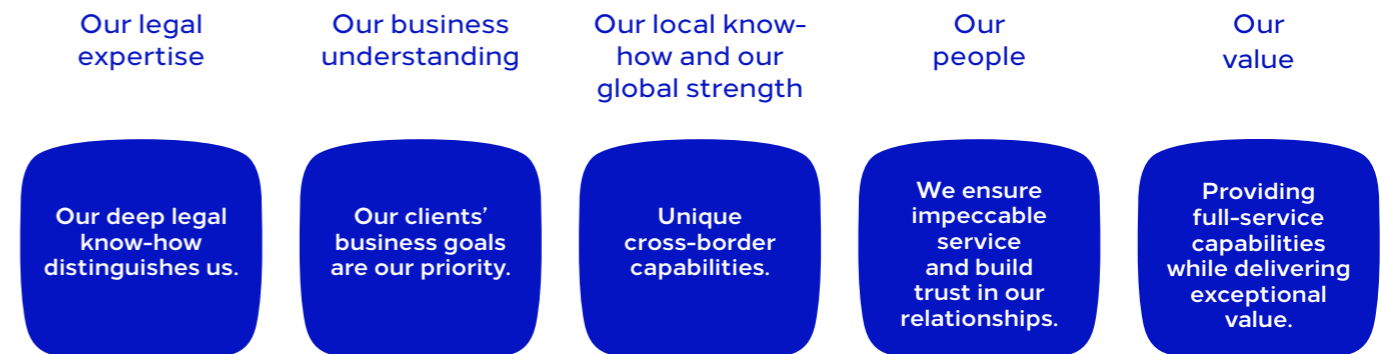 Our legal
expertise
Our business
understanding
Our local know-
how and our
global strength
Our
people
Our
value
Our deep legal
know-how
distinguishes us.
Our clients’
business goals
are our priority.
Unique
cross-border
capabilities.
We ensure
impeccable
service
and build
trust in our
relationships.
Providing
full-service
capabilities
while delivering
exceptional
value.